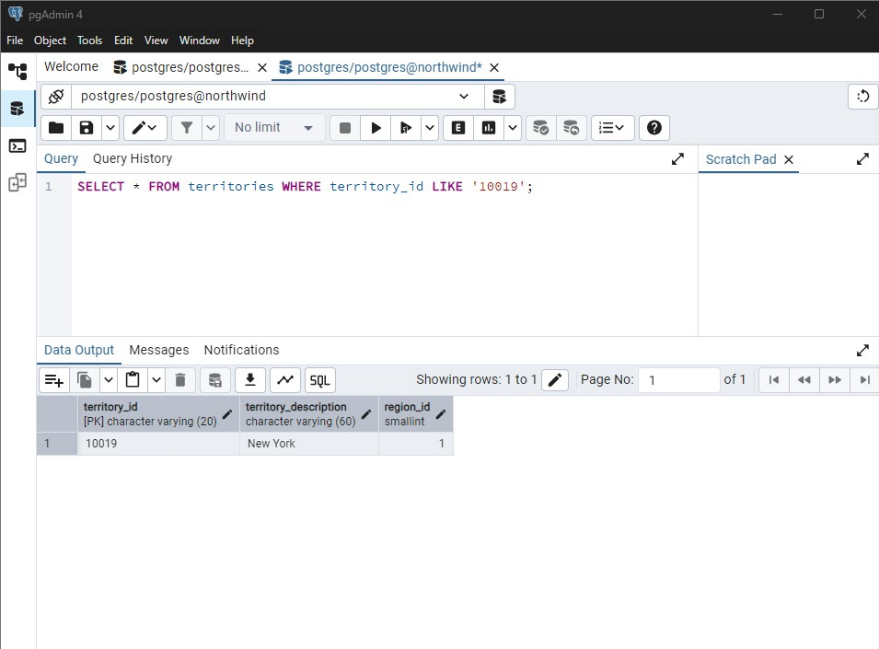 pgAdmin 4
File Object Tools Edit View Window Help
Welcome postgres/postgres... postgres/postgres@northwind*
postgres/postgres@northwind
No limit E
Query Query History Scratch Pad
1 SELECT * FROM territories WHERE territory_id LIKE '10019';
Data Output Messages Notifications
SQL Showing rows: 1 to 1 Page No: 1 of 1
territory_id territory_description region_id
[PK] character varying (20) character varying (60) smallint
1 10019 New York 1